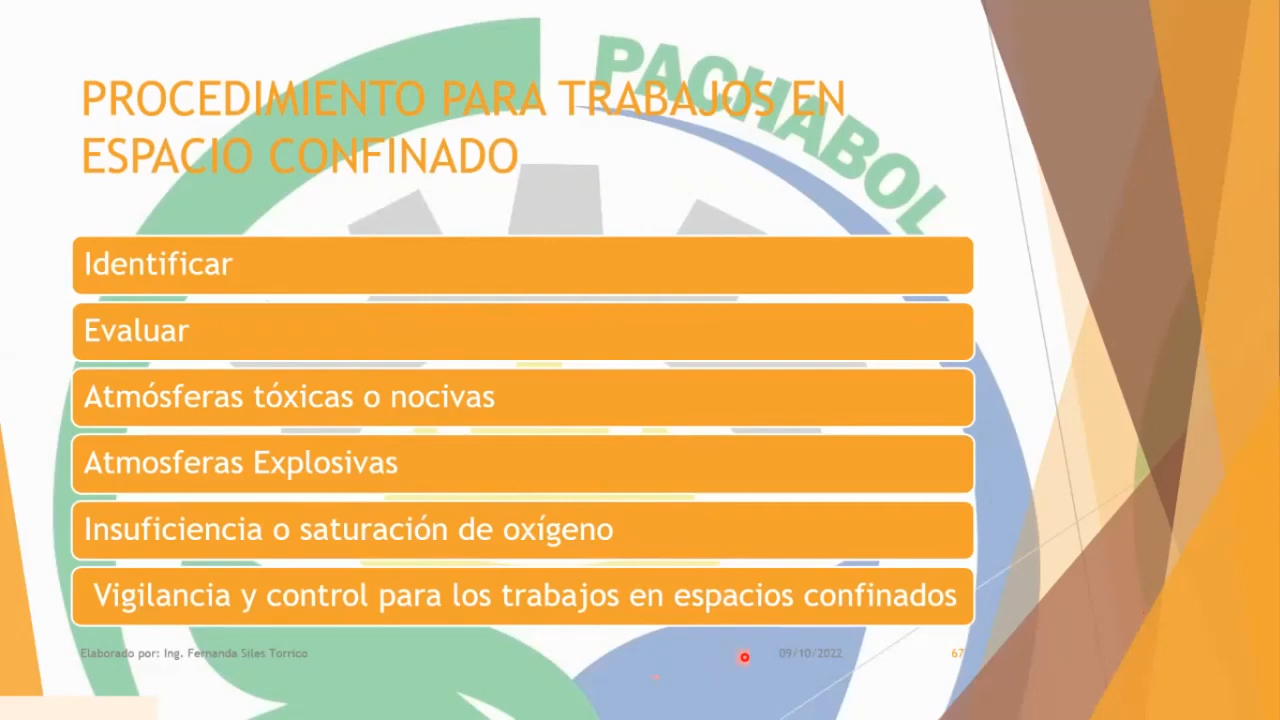 PACHABOL
PROCEDIMIENTO PARA TRABAJOS EN
ESPACIO CONFINADO
Identificar
Evaluar
Atmósferas tóxicas o nocivas
Atmosferas Explosivas
Insuficiencia o saturación de oxígeno
Vigilancia y control para los trabajos en espacios confinados
Elaborado por: Ing. Fernanda Siles Torrico
09/10/2022
67